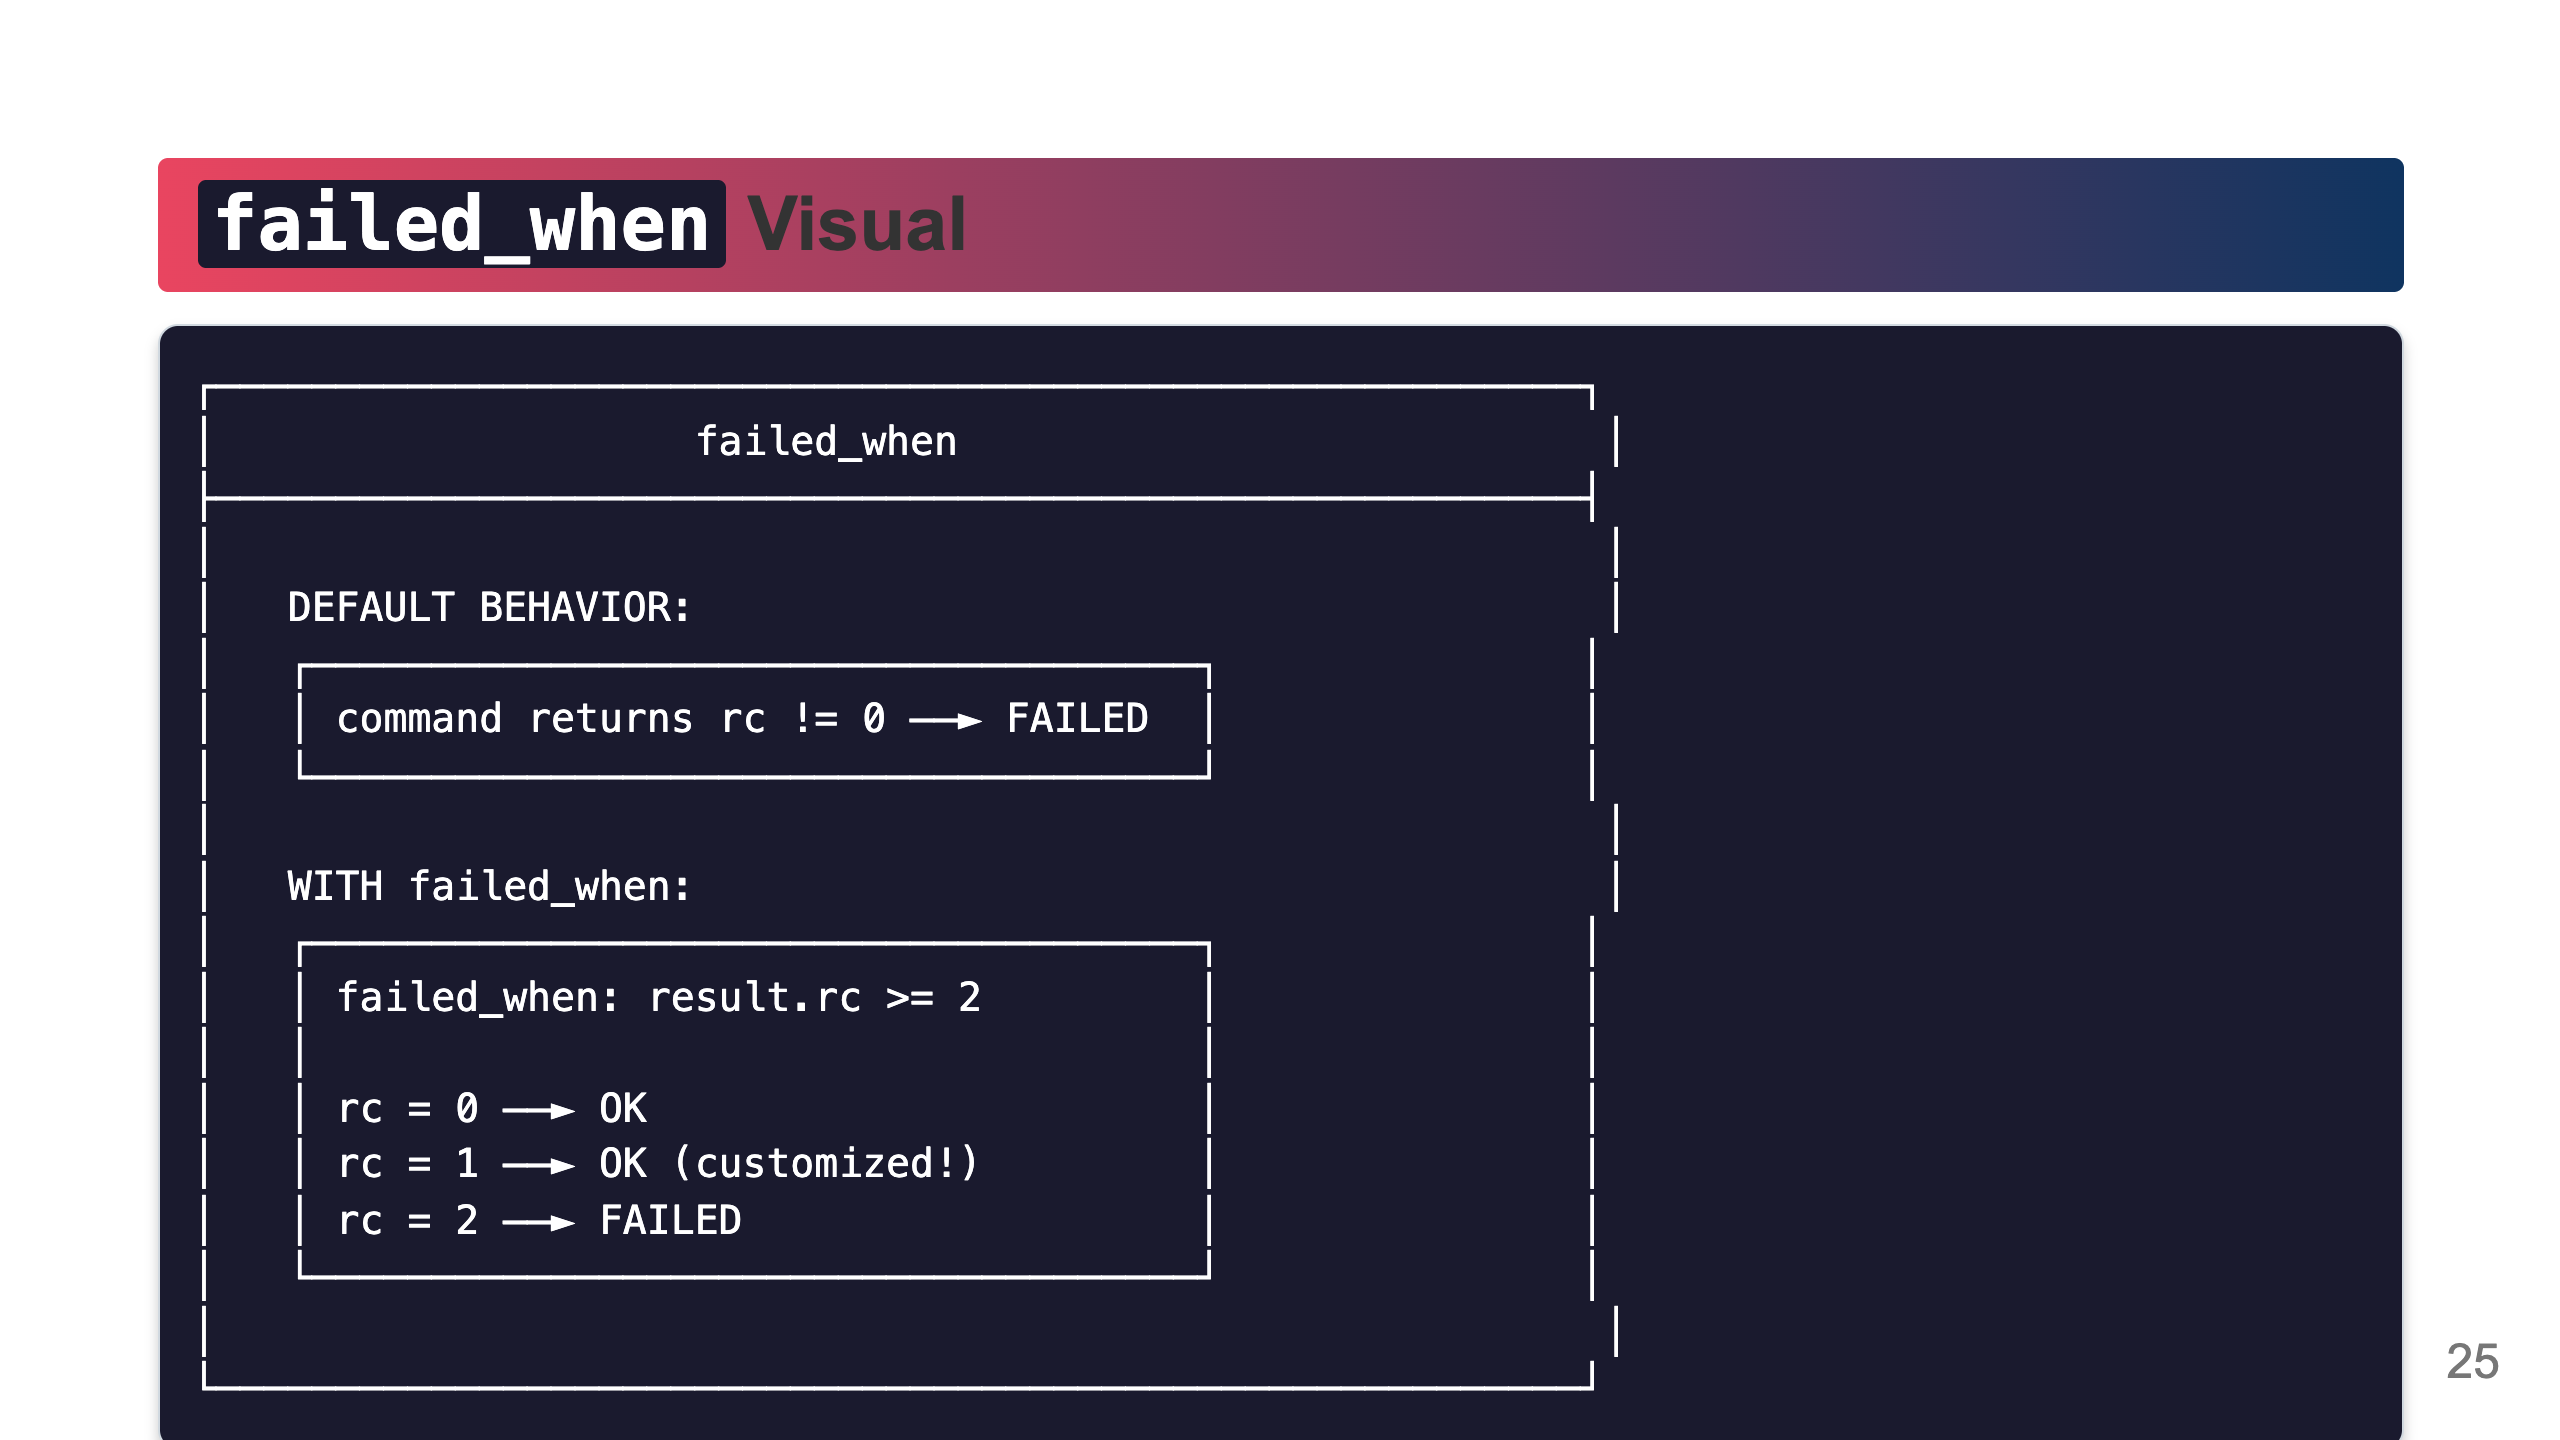 failed_when Visual
failed_when
DEFAULT BEHAVIOR:
command returns rc != 0 ──► FAILED
WITH failed_when:
failed_when: result.rc >= 2
rc = 0 ──► OK
rc = 1 ──► OK (customized!)
rc = 2 ──► FAILED
25